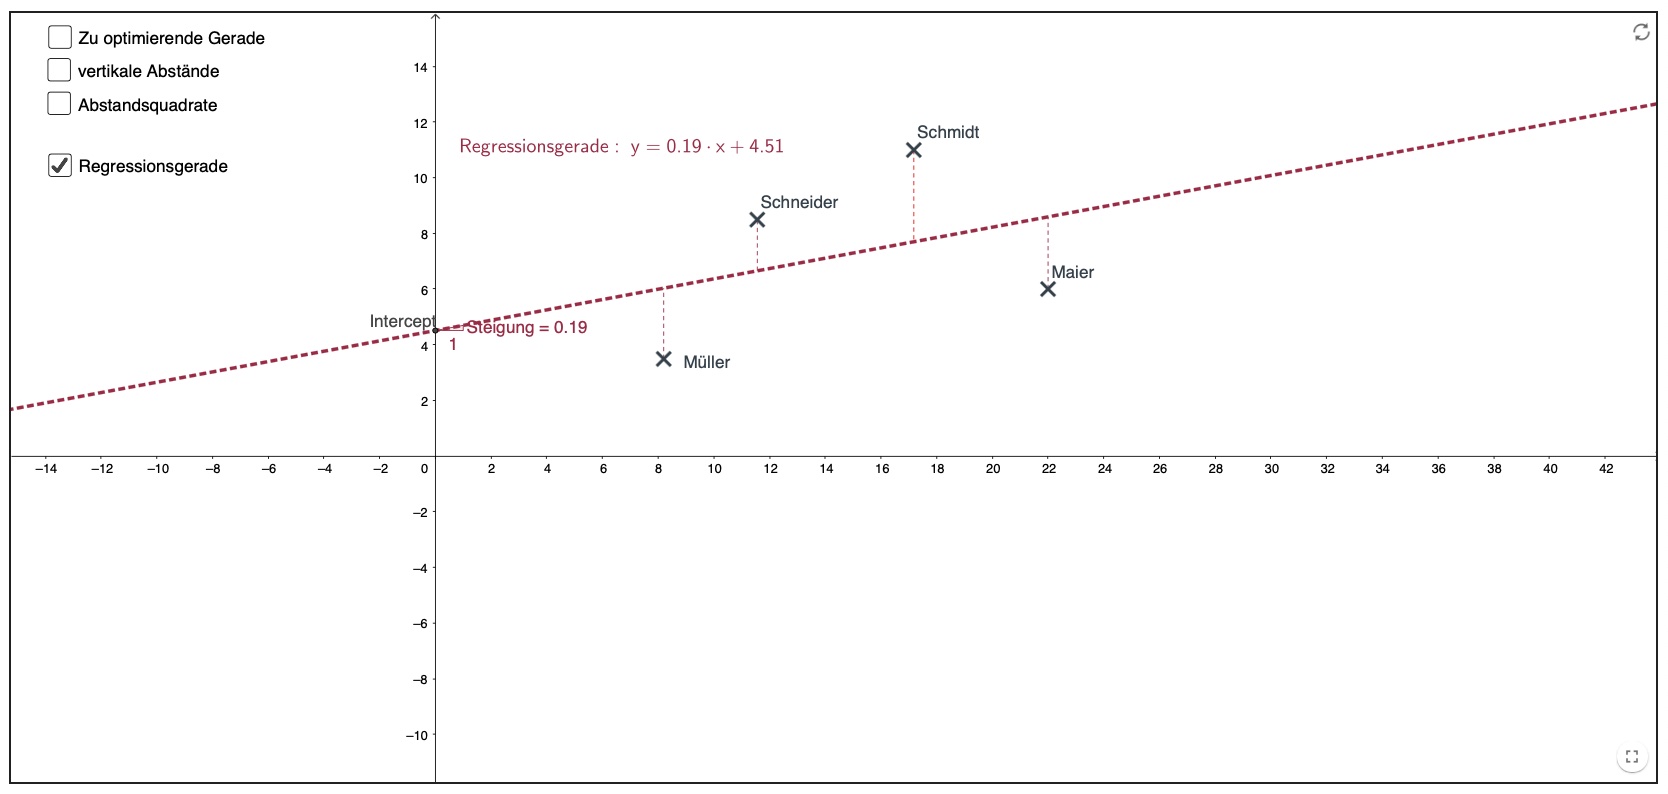 Zu optimierende Gerade
vertikale Abstände
Abstandsquadrate
Regressionsgerade
Regressionsgerade : y = 0.19 · x + 4.51
Schmidt
Schneider
Maier
Müller
Intercept
Steigung = 0.19
1
14
12
10
8
6
4
2
–14 –12 –10 –8 –6 –4 –2 0 2 4 6 8 10 12 14 16 18 20 22 24 26 28 30 32 34 36 38 40 42
–2
–4
–6
–8
–10